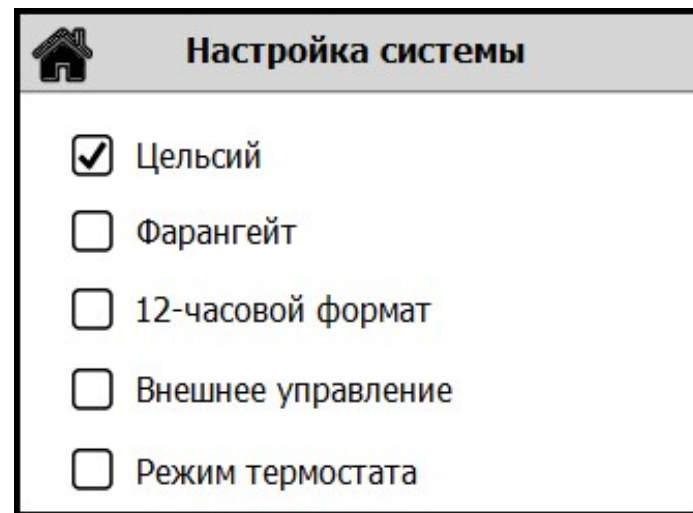 Настройка системы
Цельсий
Фарангейт
12-часовой формат
Внешнее управление
Режим термостата